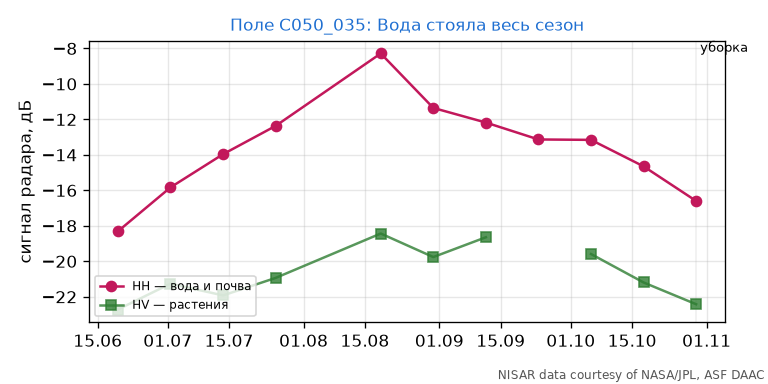 Поле C050_035: Вода стояла весь сезон
уборка
сигнал радара, дБ
−8
−10
−12
−14
−16
−18
−20
−22
HH — вода и почва
HV — растения
15.06 01.07 15.07 01.08 15.08 01.09 15.09 01.10 15.10 01.11
NISAR data courtesy of NASA/JPL, ASF DAAC